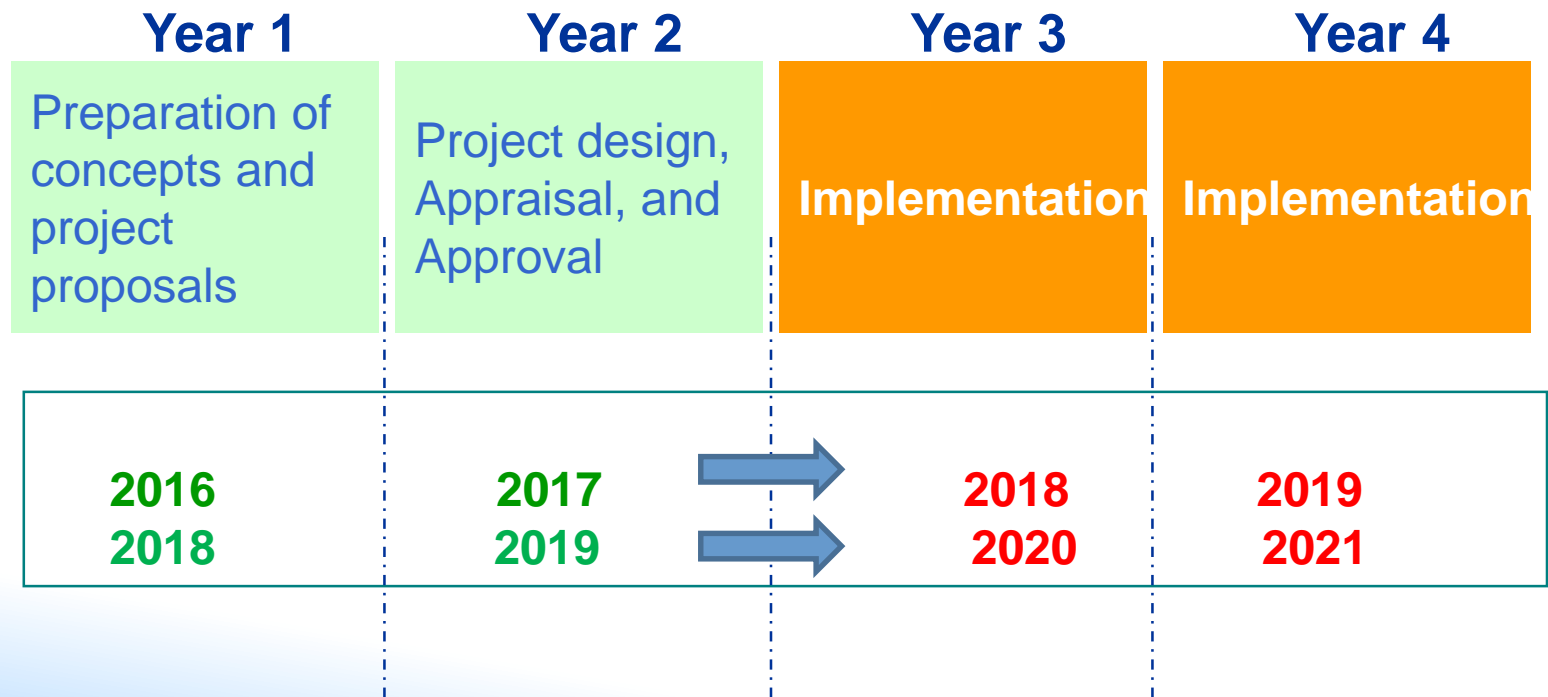 Year 1 Year 2 Year 3 Year 4
Preparation of
concepts and
project
proposals
Project design,
Appraisal, and
Approval
Implementation
Implementation
2016 2017 2018 2019
2018 2019 2020 2021